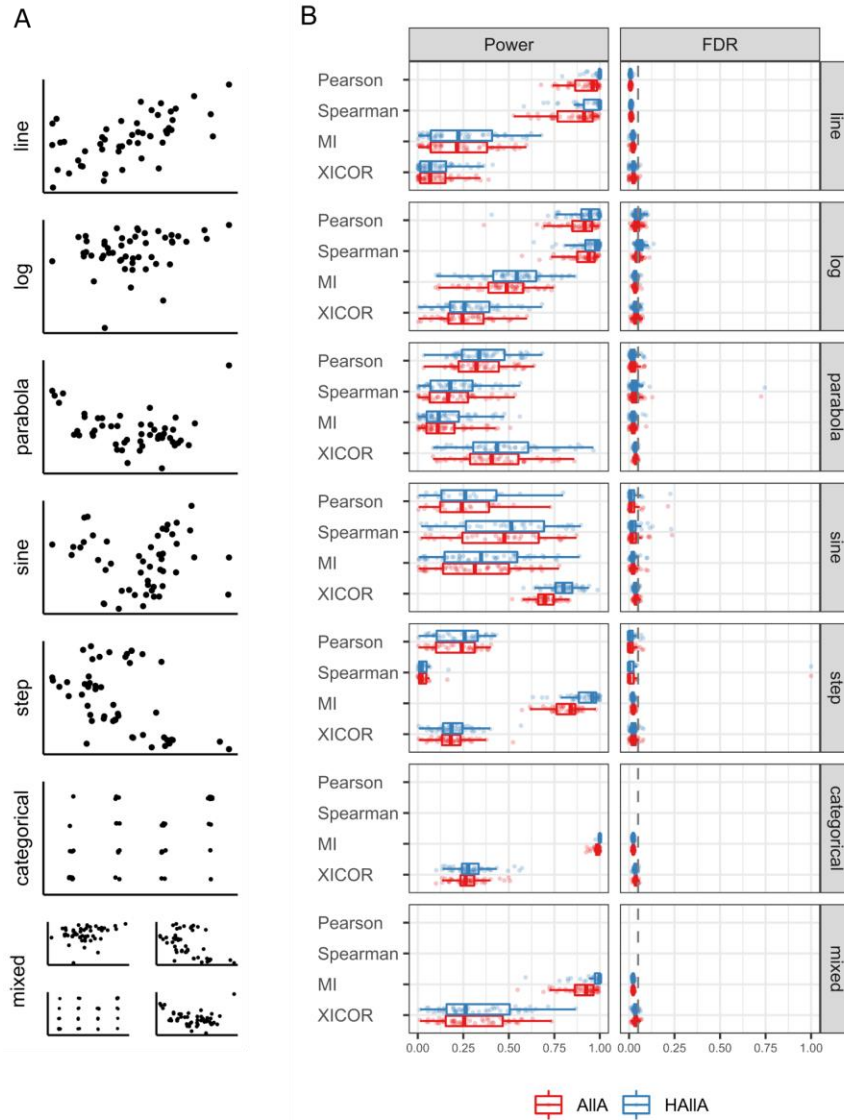 A
B
Power
FDR
line
Pearson
Spearman
MI
XICOR
line
log
Pearson
Spearman
MI
XICOR
log
parabola
Pearson
Spearman
MI
XICOR
parabola
sine
Pearson
Spearman
MI
XICOR
sine
step
Pearson
Spearman
MI
XICOR
step
categorical
Pearson
Spearman
MI
XICOR
categorical
mixed
Pearson
Spearman
MI
XICOR
mixed
0.00 0.25 0.50 0.75 1.00 0.00 0.25 0.50 0.75 1.00
AllA HAllA